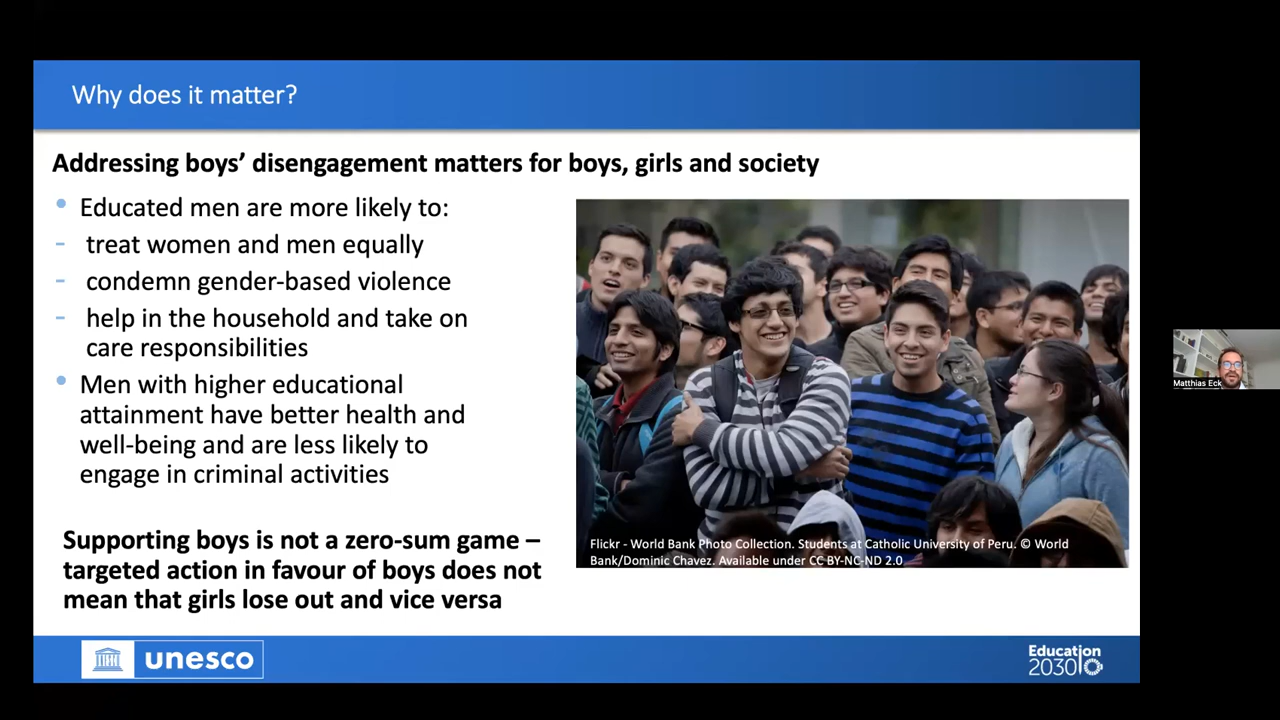 Why does it matter?
Addressing boys’ disengagement matters for boys, girls and society
• Educated men are more likely to:
- treat women and men equally
- condemn gender-based violence
- help in the household and take on
care responsibilities
• Men with higher educational
attainment have better health and
well-being and are less likely to
engage in criminal activities
Supporting boys is not a zero-sum game –
targeted action in favour of boys does not
mean that girls lose out and vice versa
Flickr - World Bank Photo Collection. Students at Catholic University of Peru. © World
Bank/Dominic Chavez. Available under CC BY-NC-ND 2.0
Matthias Eck
unesco
Education
2030